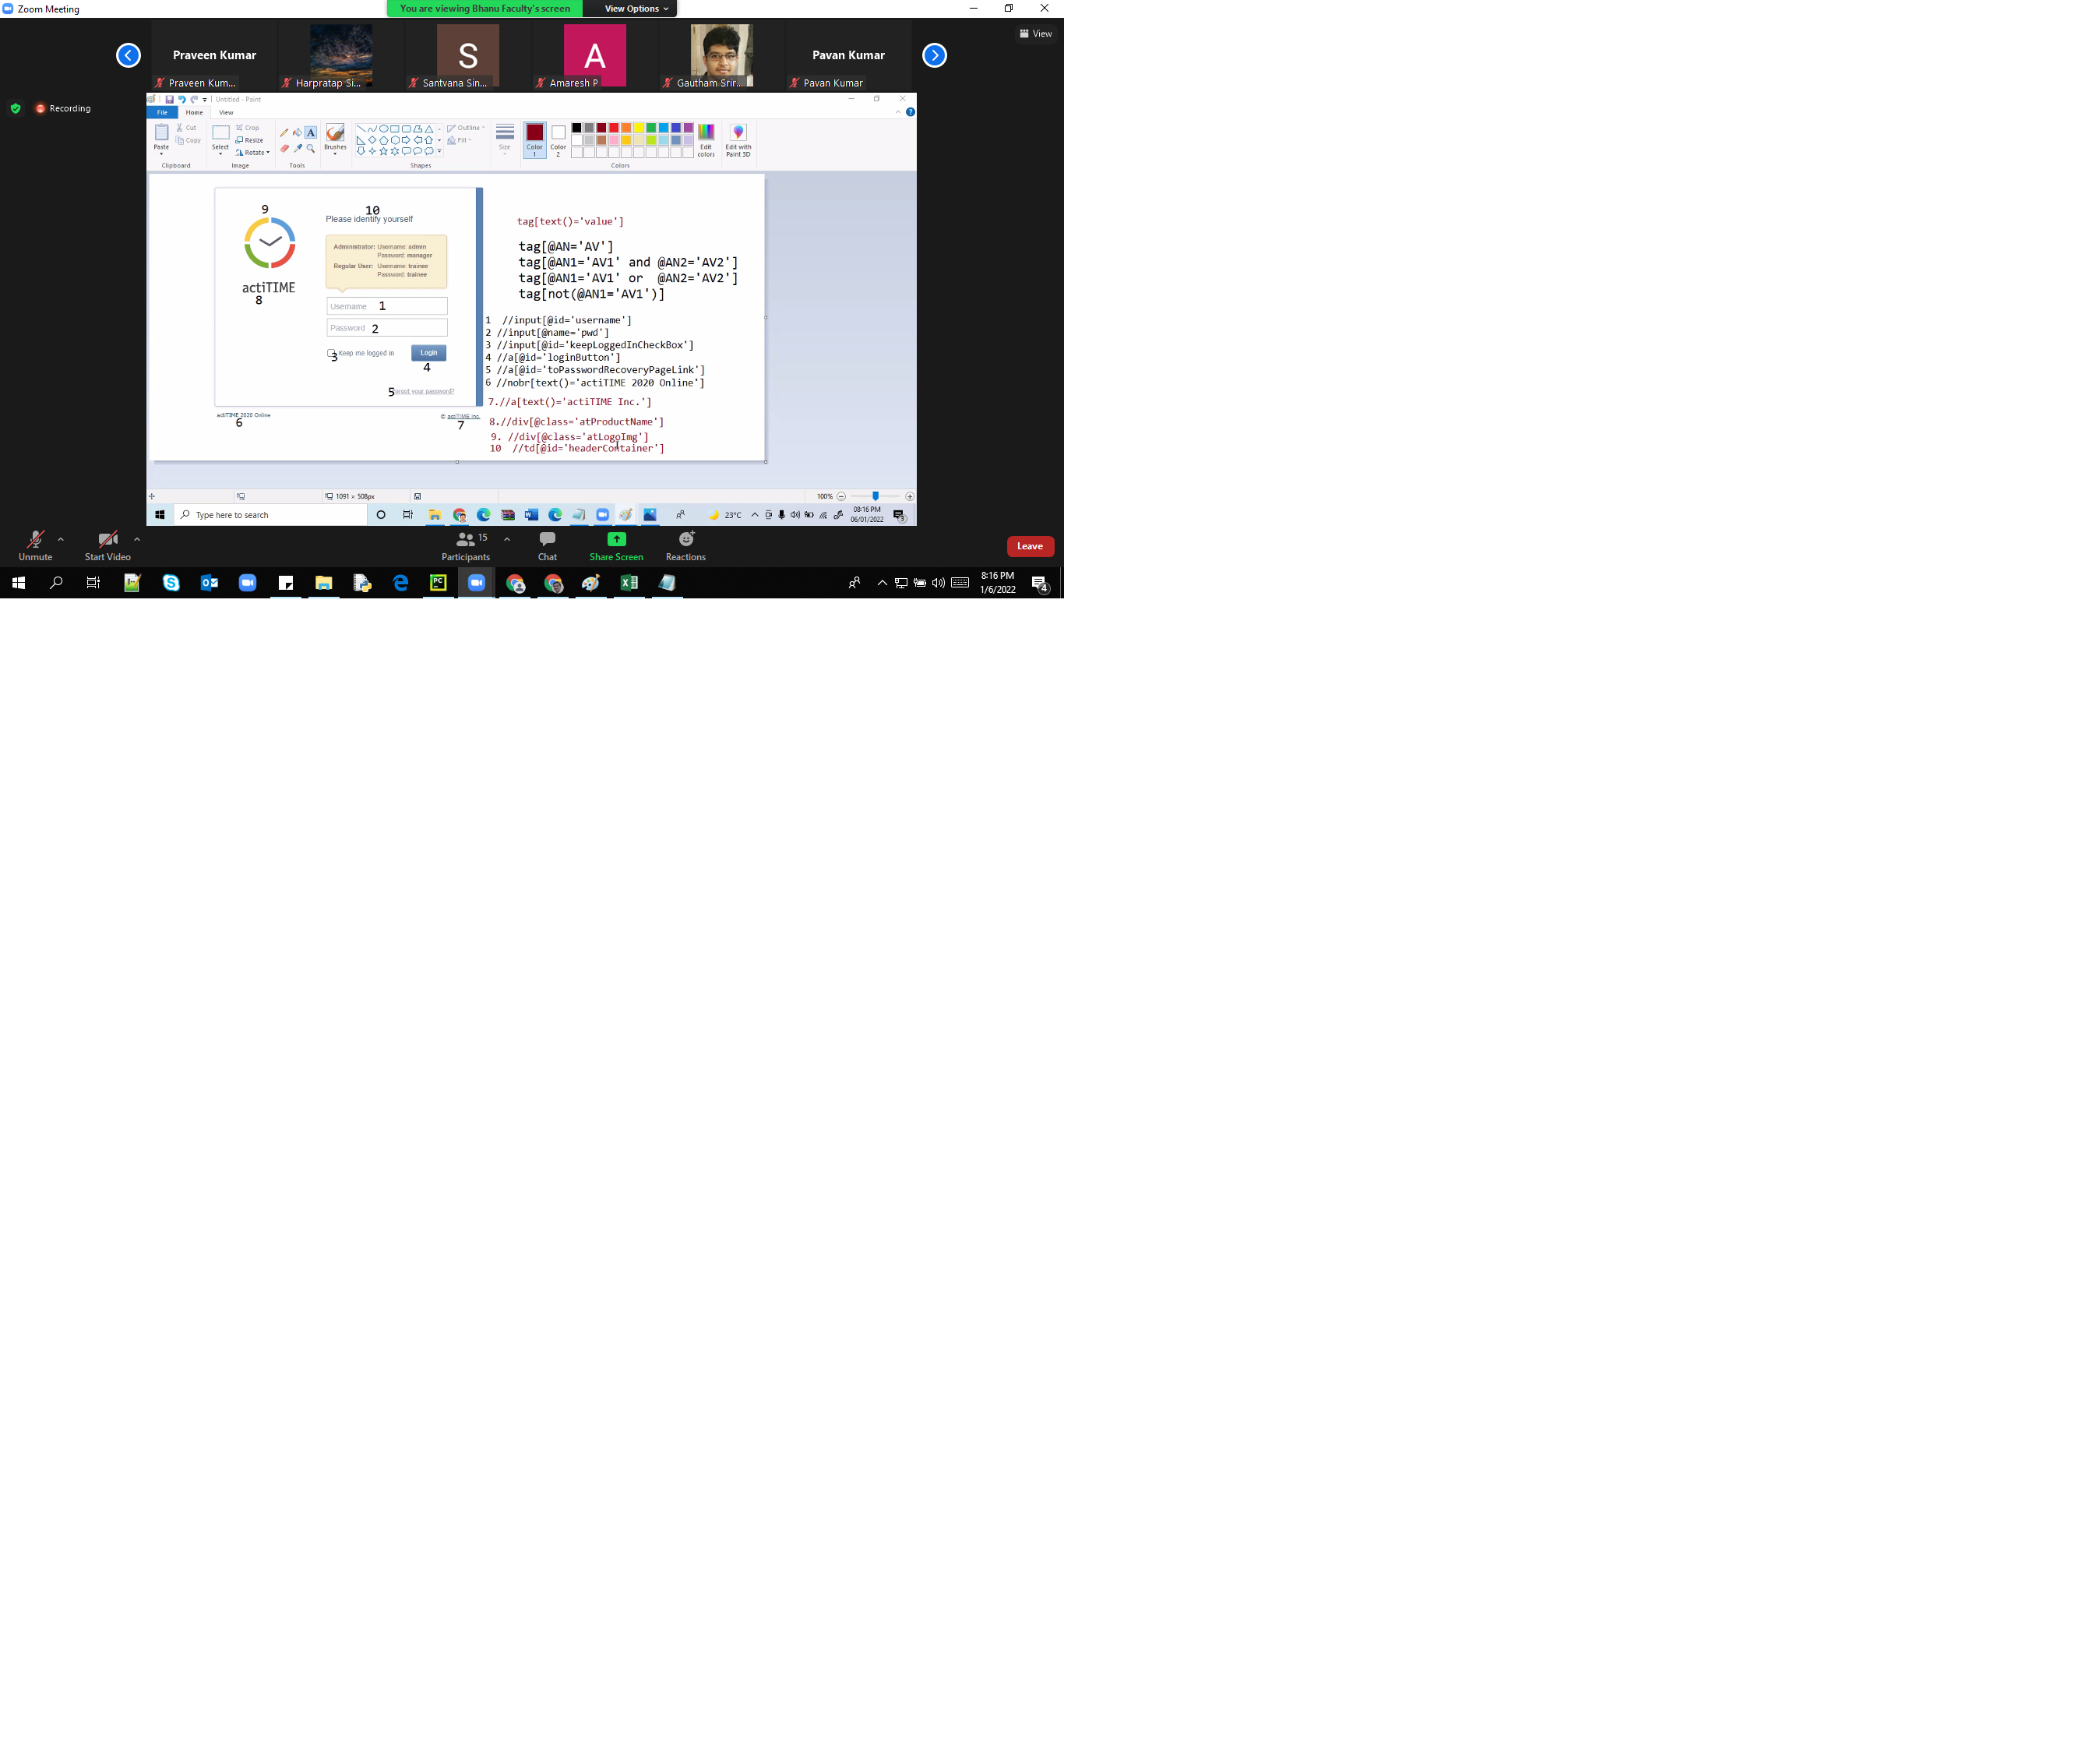 Zoom Meeting
You are viewing Bhanu Faculty's screen
View Options
View
Praveen Kumar
S
A
Pavan Kumar
Praveen Kum...
Harpratap Si...
Santvana Sin...
Amaresh P
Gautham Srir...
Pavan Kumar
Recording
Untitled - Paint
File
Home
View
Paste
Cut
Copy
Select
Crop
Resize
Rotate
A
Brushes
Outline
Fill
Size
Color
1
Color
2
Edit
colors
Edit with
Paint 3D
Clipboard
Image
Tools
Shapes
Colors
9
10
Please identify yourself
Administrator: Username: admin
Password: manager
Regular User: Username: trainee
Password: trainee
actiTIME
8
Username 1
Password 2
3 Keep me logged in
Login
4
5 Forgot your password?
actiTIME 2020 Online
6
© actiTIME Inc.
7
tag[text()='value']
tag[@AN='AV']
tag[@AN1='AV1' and @AN2='AV2']
tag[@AN1='AV1' or @AN2='AV2']
tag[not(@AN1='AV1')]
1 //input[@id='username']
2 //input[@name='pwd']
3 //input[@id='keepLoggedInCheckBox']
4 //a[@id='loginButton']
5 //a[@id='toPasswordRecoveryPageLink']
6 //nobr[text()='actiTIME 2020 Online']
7.//a[text()='actiTIME Inc.']
8.//div[@class='atProductName']
9. //div[@class='atLogoImg']
10 //td[@id='headerContainer']
1091 × 508px
100%
Type here to search
23°C
08:16 PM
06/01/2022
3
Unmute
Start Video
15
Participants
Chat
Share Screen
Reactions
Leave
8:16 PM
1/6/2022
4